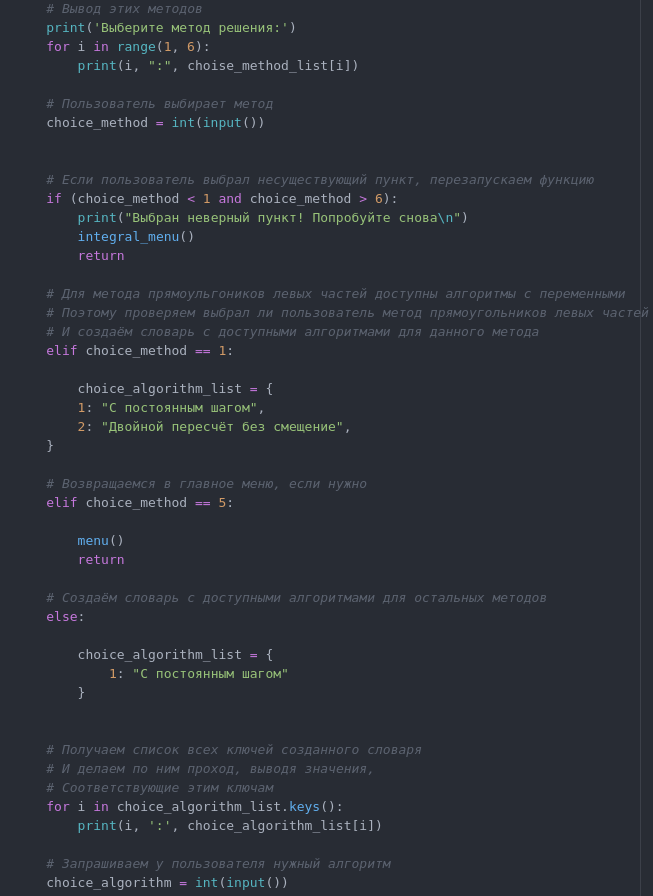 # Вывод этих методов
print('Выберите метод решения:')
for i in range(1, 6):
    print(i, ":", choise_method_list[i])

# Пользователь выбирает метод
choice_method = int(input())


# Если пользователь выбрал несуществующий пункт, перезапускаем функцию
if (choice_method < 1 and choice_method > 6):
    print("Выбран неверный пункт! Попробуйте снова\n")
    integral_menu()
    return

# Для метода прямоульгоников левых частей доступны алгоритмы с переменными
# Поэтому проверяем выбрал ли пользователь метод прямоугольников левых частей
# И создаём словарь с доступными алгоритмами для данного метода
elif choice_method == 1:

    choice_algorithm_list = {
    1: "С постоянным шагом",
    2: "Двойной пересчёт без смещение",
}

# Возвращаемся в главное меню, если нужно
elif choice_method == 5:

    menu()
    return

# Создаём словарь с доступными алгоритмами для остальных методов
else:

    choice_algorithm_list = {
        1: "С постоянным шагом"
    }


# Получаем список всех ключей созданного словаря
# И делаем по ним проход, выводя значения,
# Соответствующие этим ключам
for i in choice_algorithm_list.keys():
    print(i, ':', choice_algorithm_list[i])

# Запрашиваем у пользователя нужный алгоритм
choice_algorithm = int(input())